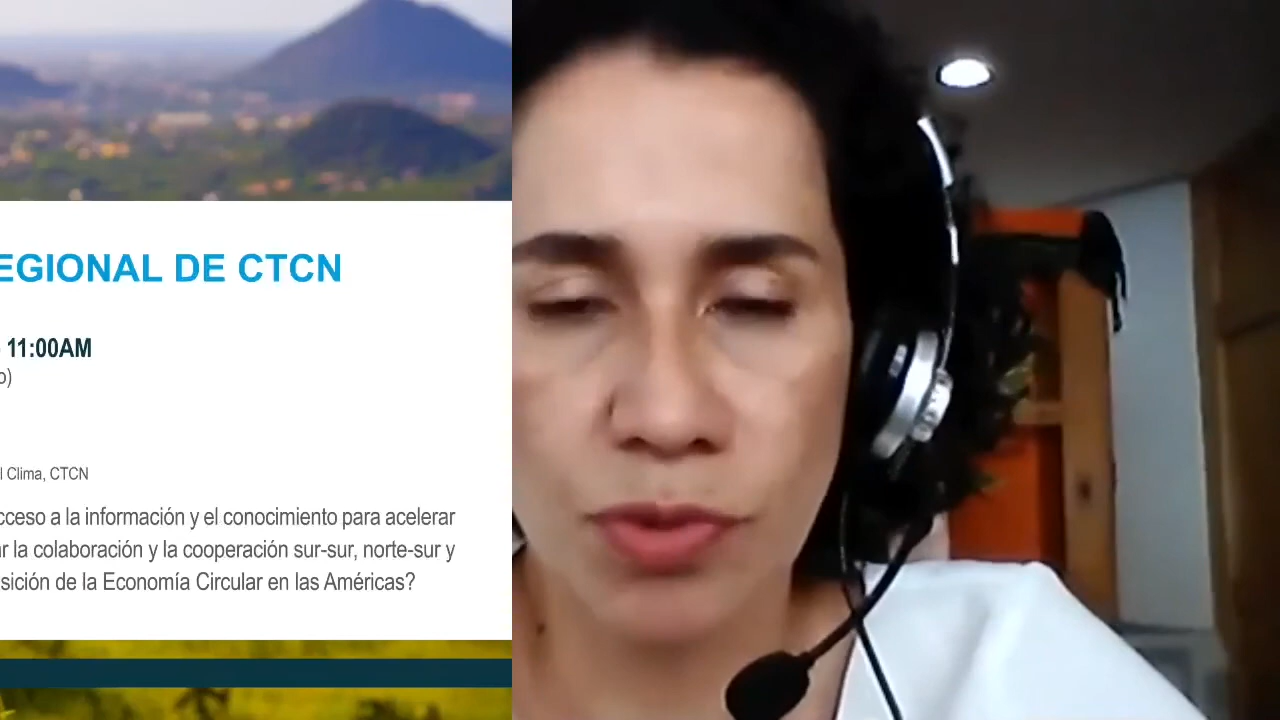 EGIONAL DE CTCN
11:00AM
o)
l Clima, CTCN
cceso a la información y el conocimiento para acelerar
ar la colaboración y la cooperación sur-sur, norte-sur y
sición de la Economía Circular en las Américas?